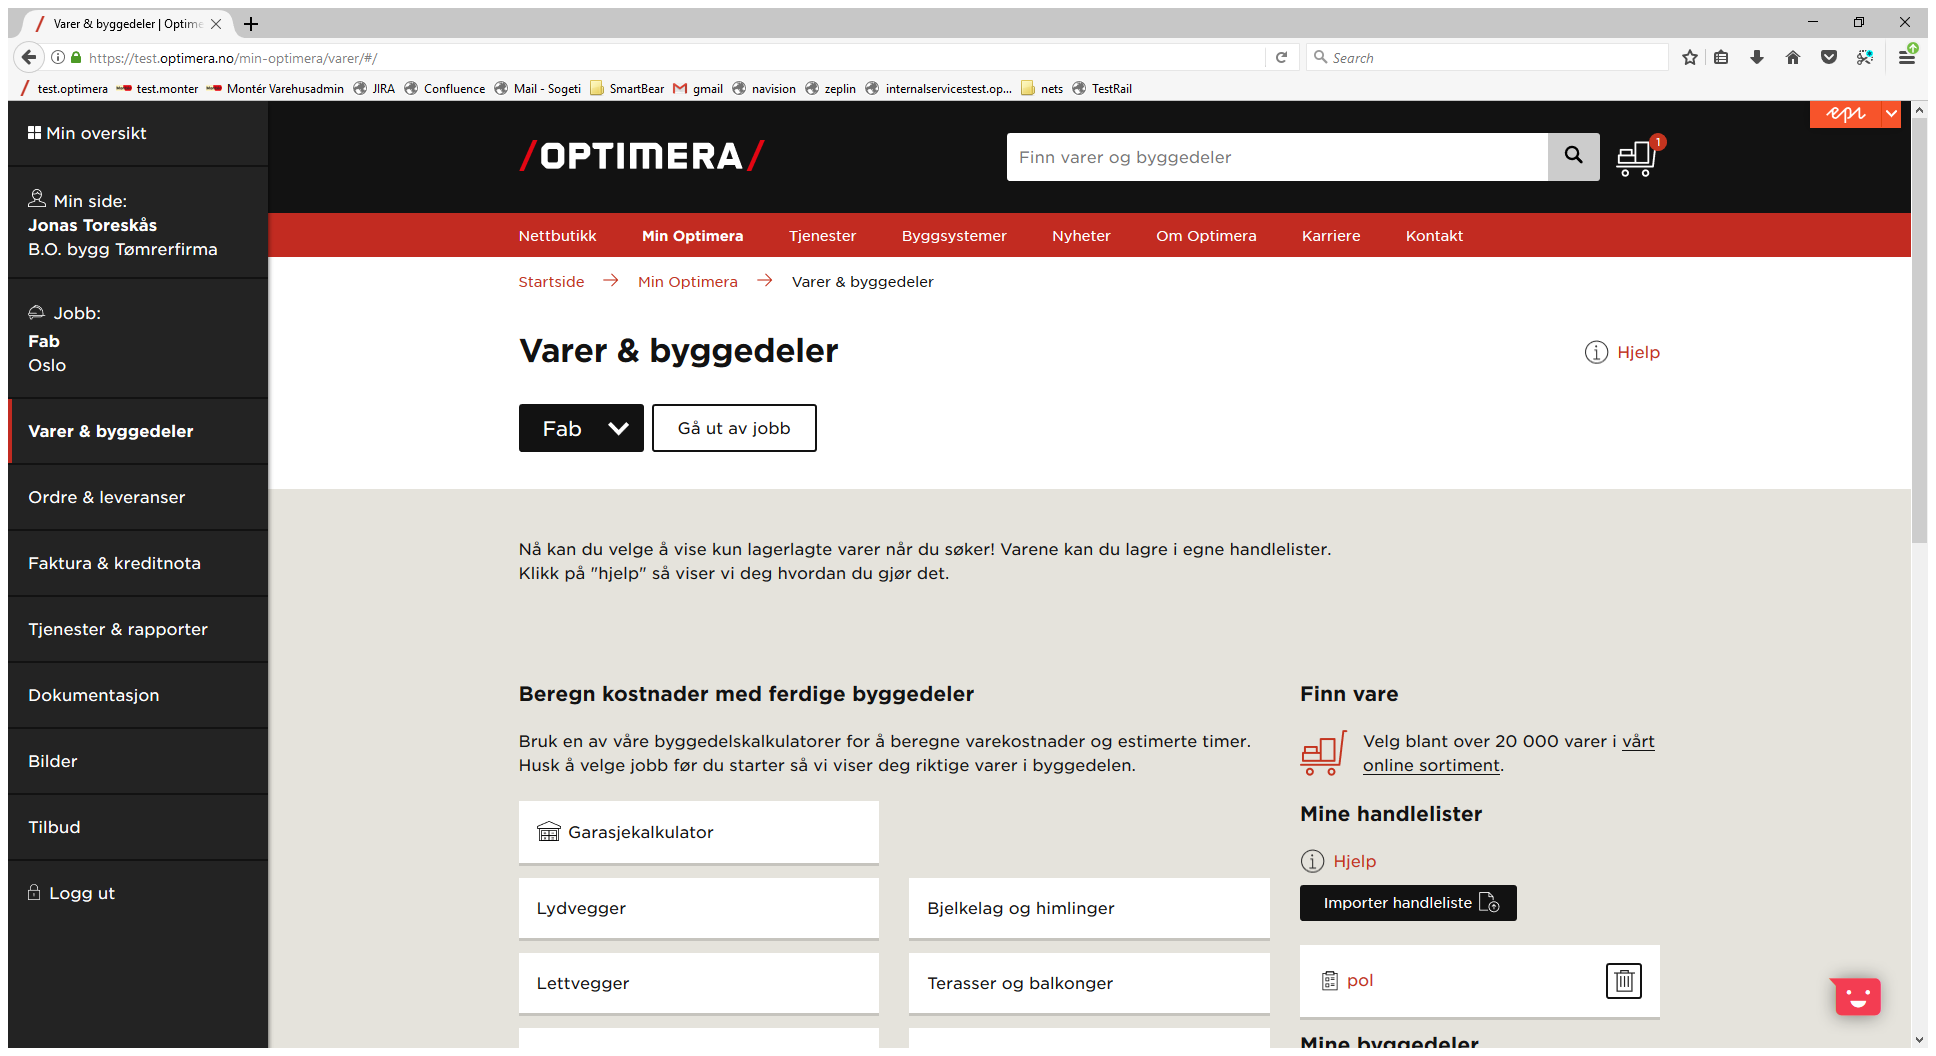 Varer & byggedeler | Optime
https://test.optimera.no/min-optimera/varer/#/
Search
test.optimera
test.monter
Montér Varehusadmin
JIRA
Confluence
Mail - Sogeti
SmartBear
gmail
navision
zeplin
internalservicestest.op...
nets
TestRail
Min oversikt
Min side:
Jonas Toreskås
B.O. bygg Tømrerfirma
Jobb:
Fab
Oslo
Varer & byggedeler
Ordre & leveranser
Faktura & kreditnota
Tjenester & rapporter
Dokumentasjon
Bilder
Tilbud
Logg ut
/OPTIMERA/
Finn varer og byggedeler
1
epi
Nettbutikk
Min Optimera
Tjenester
Byggsystemer
Nyheter
Om Optimera
Karriere
Kontakt
Startside
Min Optimera
Varer & byggedeler
Varer & byggedeler
Hjelp
Fab
Gå ut av jobb
Nå kan du velge å vise kun lagerlagte varer når du søker! Varene kan du lagre i egne handlelister.
Klikk på "hjelp" så viser vi deg hvordan du gjør det.
Beregn kostnader med ferdige byggedeler
Bruk en av våre byggedelskalkulatorer for å beregne varekostnader og estimerte timer.
Husk å velge jobb før du starter så vi viser deg riktige varer i byggedelen.
Garasjekalkulator
Lydvegger
Bjelkelag og himlinger
Lettvegger
Terasser og balkonger
Finn vare
Velg blant over 20 000 varer i vårt
online sortiment.
Mine handlelister
Hjelp
Importer handleliste
pol
Mine byggedeler